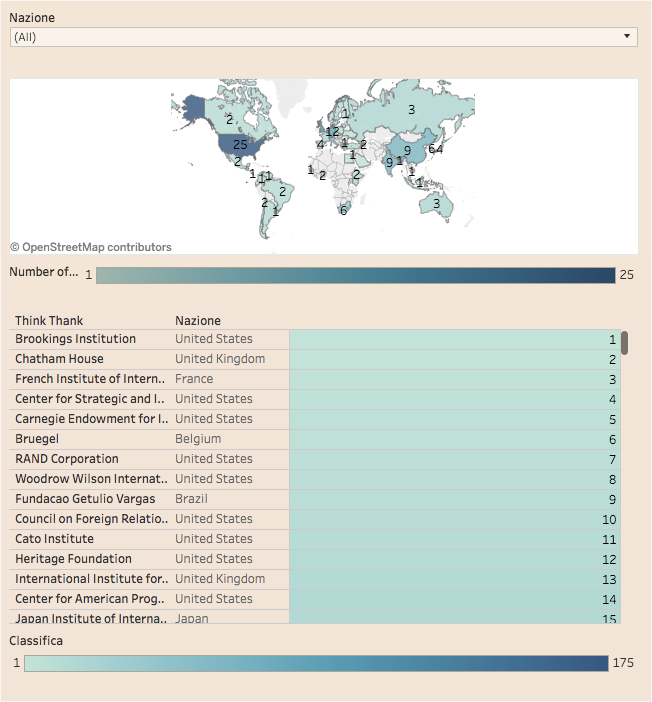 Nazione
(All)
1
3
2
12
25
4
1
2
9
6 4
2
1
9
1
1
1
1
1
2
1
2
1
2
2
1
6
3
© OpenStreetMap contributors
Number of... 1 25
Think Thank Nazione
Brookings Institution United States 1
Chatham House United Kingdom 2
French Institute of Intern.. France 3
Center for Strategic and I.. United States 4
Carnegie Endowment for I.. United States 5
Bruegel Belgium 6
RAND Corporation United States 7
Woodrow Wilson Internat.. United States 8
Fundacao Getulio Vargas Brazil 9
Council on Foreign Relatio.. United States 10
Cato Institute United States 11
Heritage Foundation United States 12
International Institute for.. United Kingdom 13
Center for American Prog.. United States 14
Japan Institute of Interna.. Japan 15
Classifica
1 175